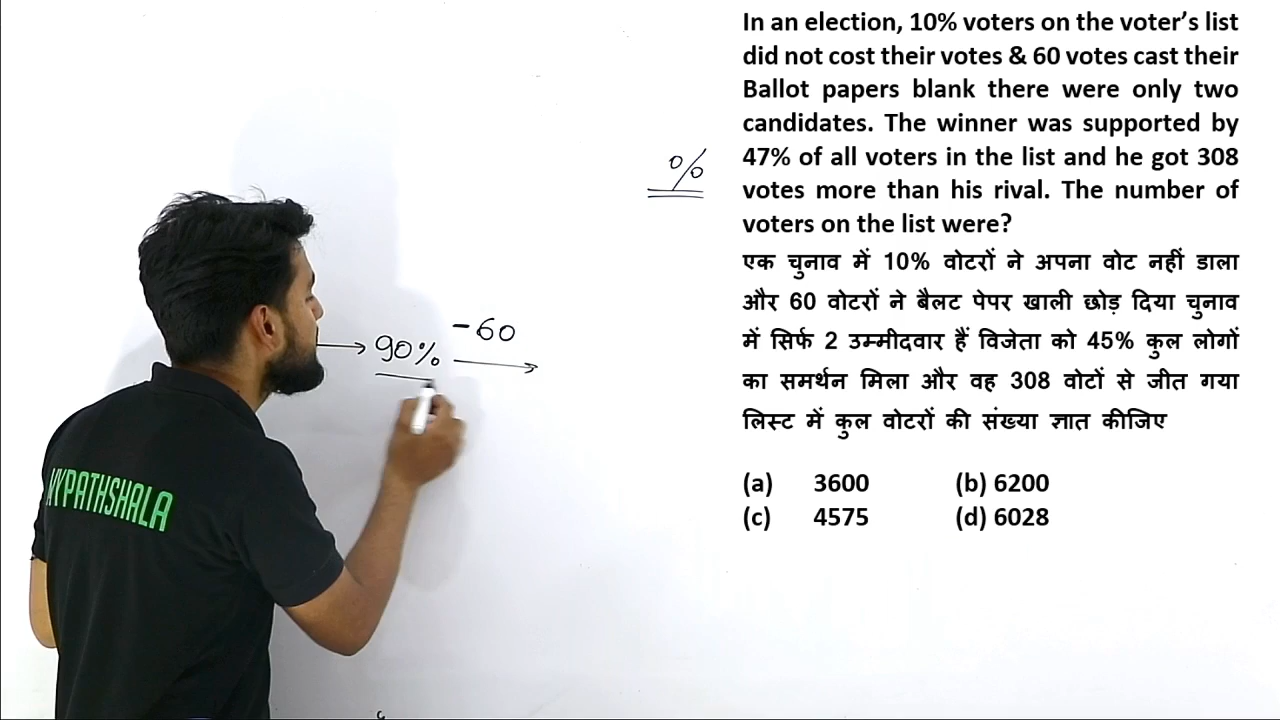 In an election, 10% voters on the voter's list
did not cost their votes & 60 votes cast their
Ballot papers blank there were only two
candidates. The winner was supported by
47% of all voters in the list and he got 308
votes more than his rival. The number of
voters on the list were?
एक चुनाव में 10% वोटरों ने अपना वोट नहीं डाला
और 60 वोटरों ने बैलट पेपर खाली छोड़ दिया चुनाव
में सिर्फ 2 उम्मीदवार हैं विजेता को 45% कुल लोगों
का समर्थन मिला और वह 308 वोटों से जीत गया
लिस्ट में कुल वोटरों की संख्या ज्ञात कीजिए
(a) 3600 (b) 6200
(c) 4575 (d) 6028
%
90% -60
YPATHSHALA